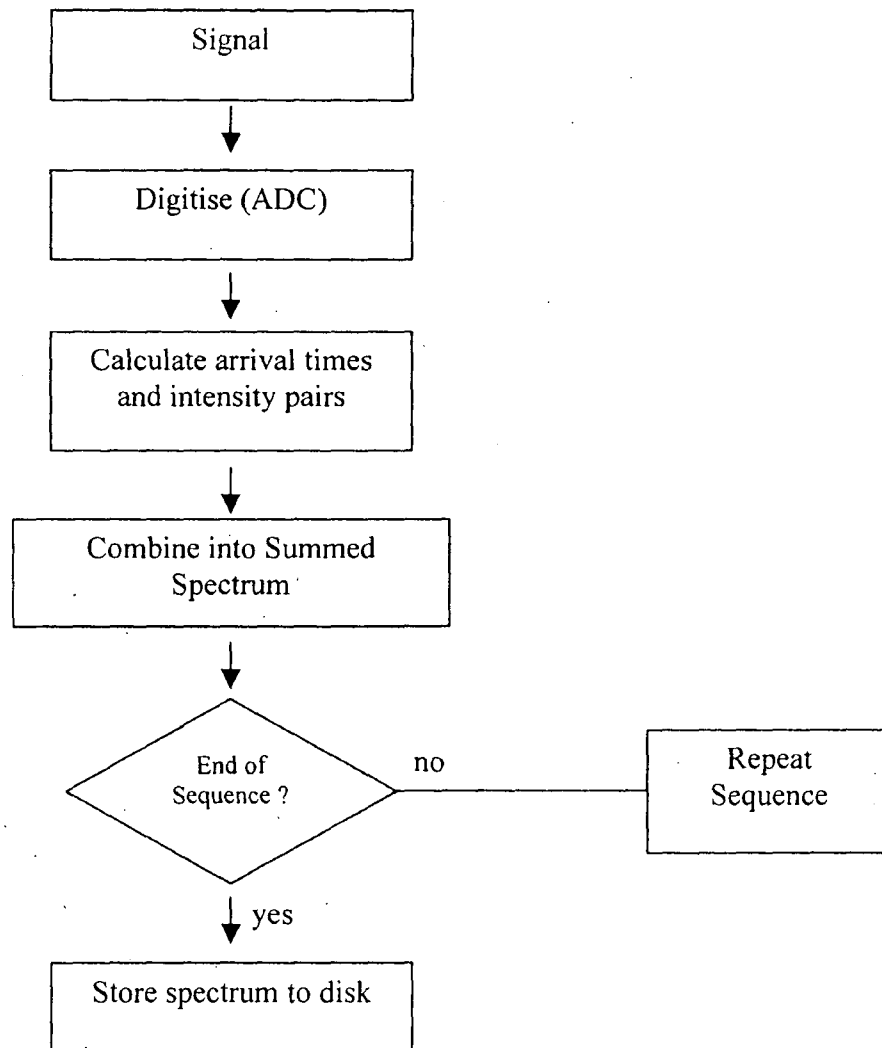 Signal
Digitise (ADC)
Calculate arrival times
and intensity pairs
Combine into Summed
Spectrum
End of
Sequence ?
no
Repeat
Sequence
yes
Store spectrum to disk